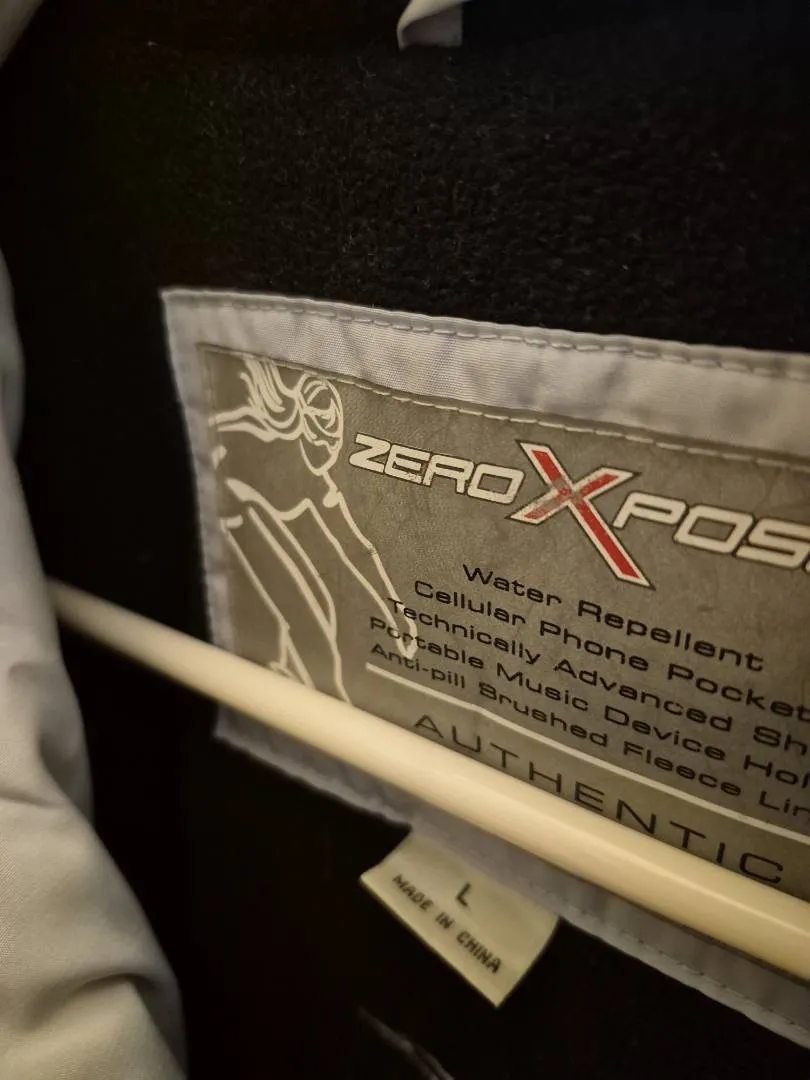 ZEROXPOS
Water Repellent
Cellular Phone Pocket
Technically Advanced Sh
Portable Music Device Hol
Anti-pill Brushed Fleece Lin
AUTHENTIC
L
MADE IN CHINA